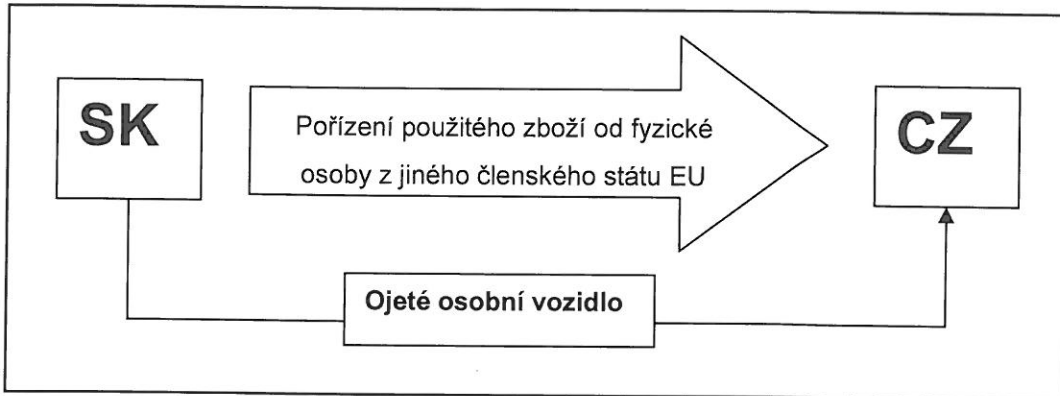 SK
Pořízení použitého zboží od fyzické
osoby z jiného členského státu EU
CZ
Ojeté osobní vozidlo